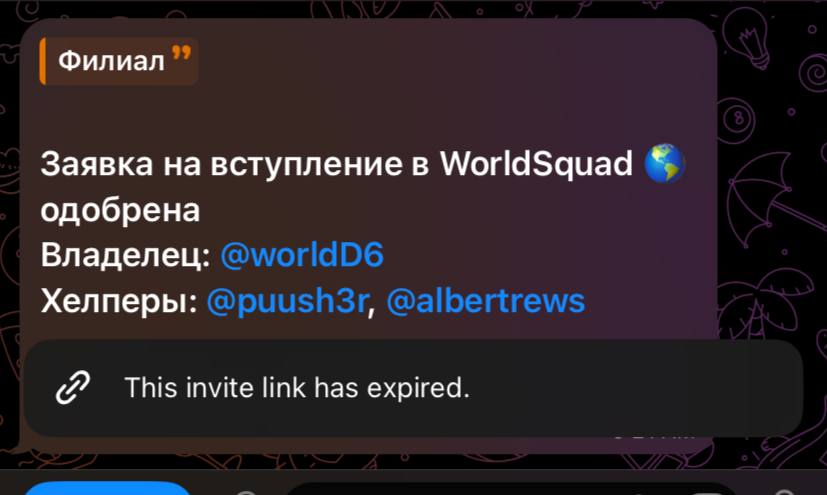 Филиал
Заявка на вступление в WorldSquad 🌎
одобрена
Владелец: @worldD6
Хелперы: @puush3r, @albertrews
This invite link has expired.